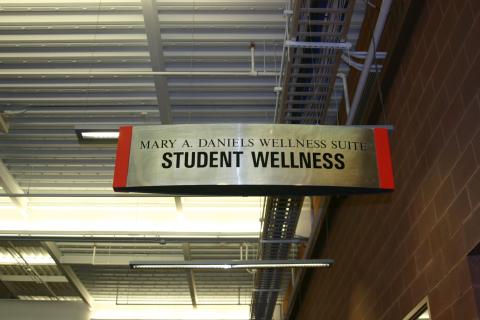 MARY A. DANIELS WELLNESS SUITE
STUDENT WELLNESS